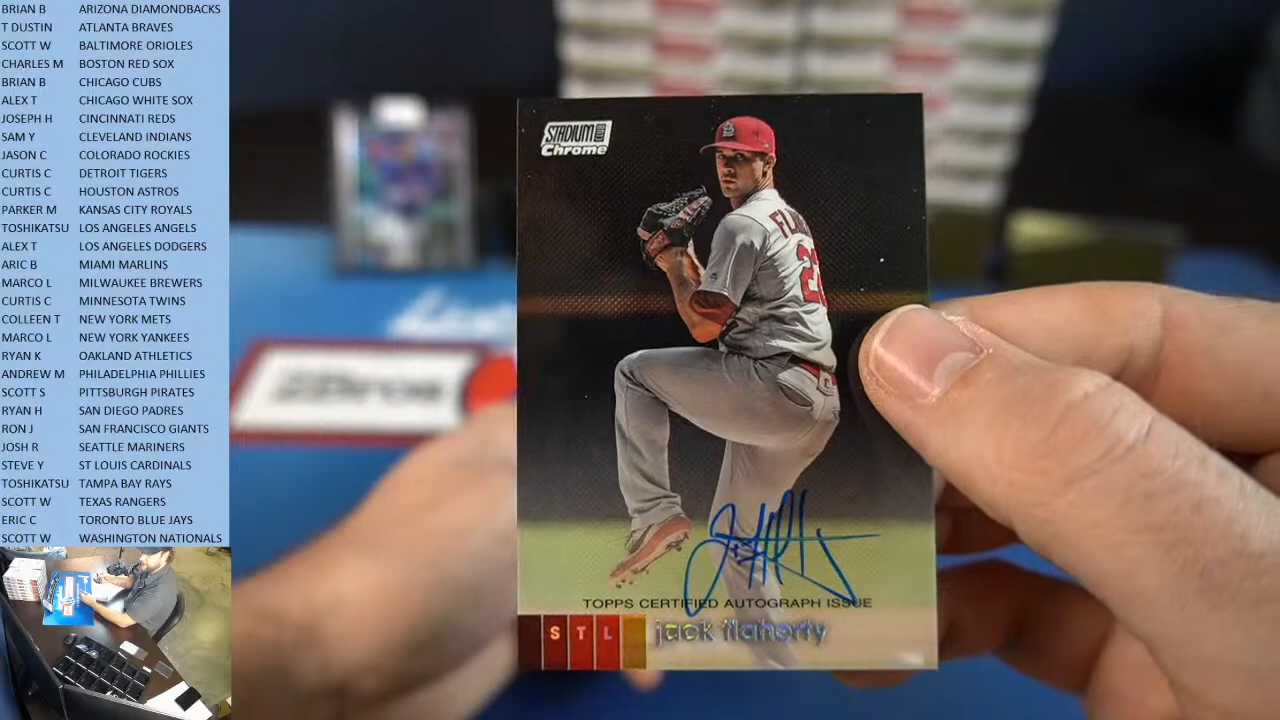 BRIAN B ARIZONA DIAMONDBACKS
T DUSTIN ATLANTA BRAVES
SCOTT W BALTIMORE ORIOLES
CHARLES M BOSTON RED SOX
BRIAN B CHICAGO CUBS
ALEX T CHICAGO WHITE SOX
JOSEPH H CINCINNATI REDS
SAM Y CLEVELAND INDIANS
JASON C COLORADO ROCKIES
CURTIS C DETROIT TIGERS
CURTIS C HOUSTON ASTROS
PARKER M KANSAS CITY ROYALS
TOSHIKATSU LOS ANGELES ANGELS
ALEX T LOS ANGELES DODGERS
ARIC B MIAMI MARLINS
MARCO L MILWAUKEE BREWERS
CURTIS C MINNESOTA TWINS
COLLEEN T NEW YORK METS
MARCO L NEW YORK YANKEES
RYAN K OAKLAND ATHLETICS
ANDREW M PHILADELPHIA PHILLIES
SCOTT S PITTSBURGH PIRATES
RYAN H SAN DIEGO PADRES
RON J SAN FRANCISCO GIANTS
JOSH R SEATTLE MARINERS
STEVE Y ST LOUIS CARDINALS
TOSHIKATSU TAMPA BAY RAYS
SCOTT W TEXAS RANGERS
ERIC C TORONTO BLUE JAYS
SCOTT W WASHINGTON NATIONALS
STADIUM CLUB
Chrome
TOPPS CERTIFIED AUTOGRAPH ISSUE
STL jack flaherty